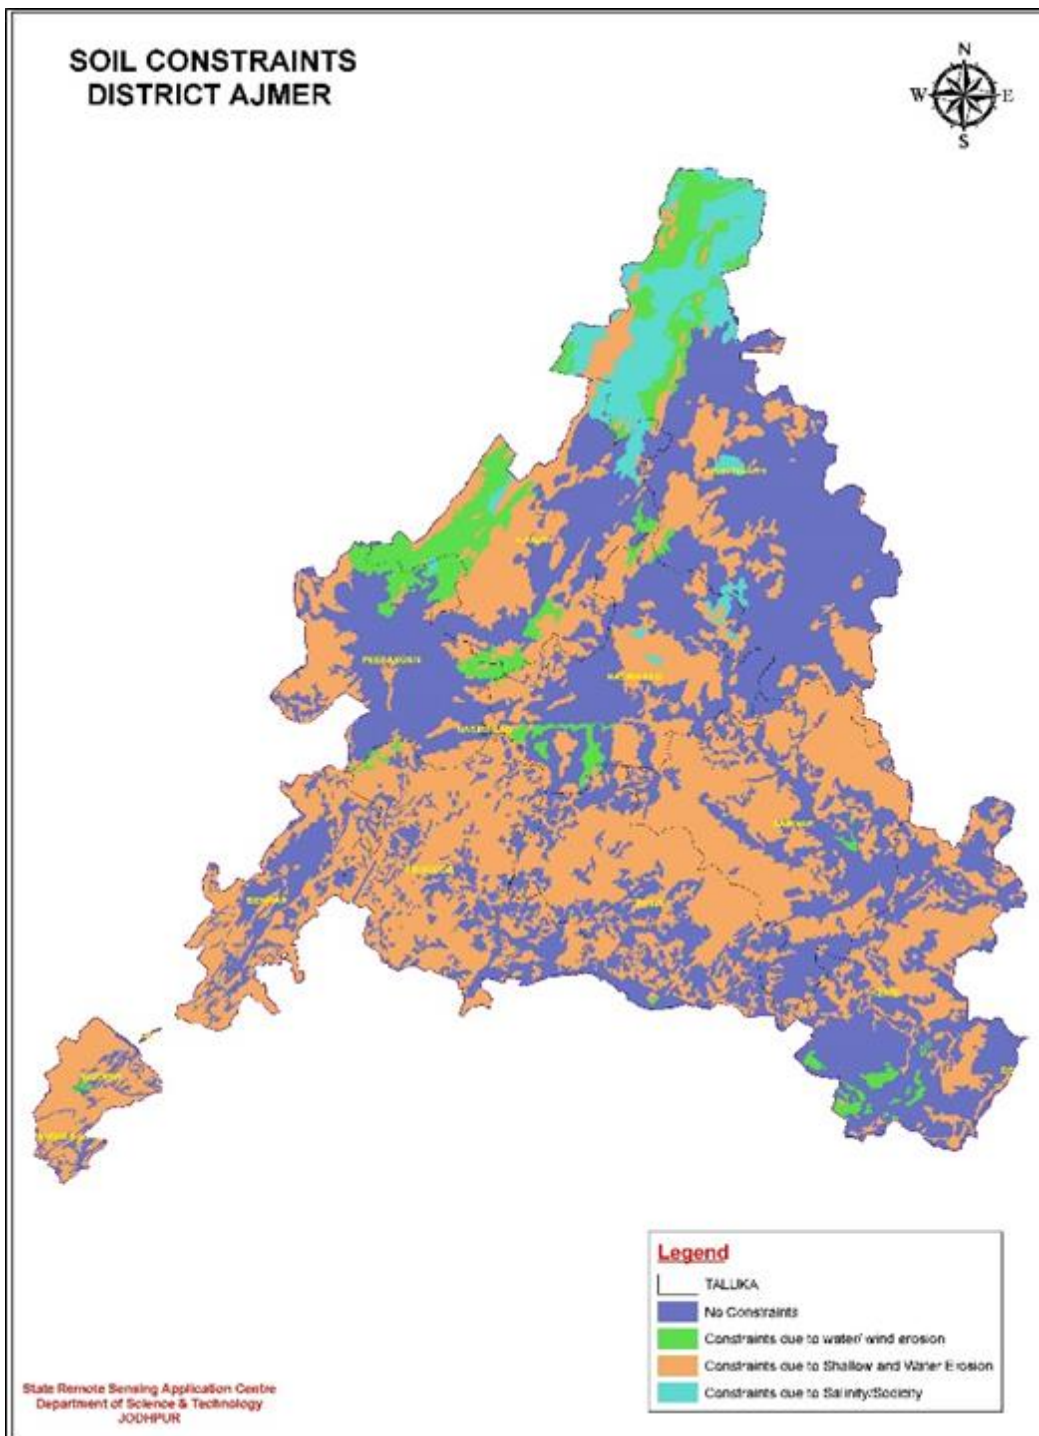 SOIL CONSTRAINTS
DISTRICT AJMER
N
W
E
S
Legend
TALUKA
No Constraints
Constraints due to water/ wind erosion
Constraints due to Shallow and Water Erosion
Constraints due to Salinity/Sodicity
State Remote Sensing Application Centre
Department of Science & Technology
JODHPUR